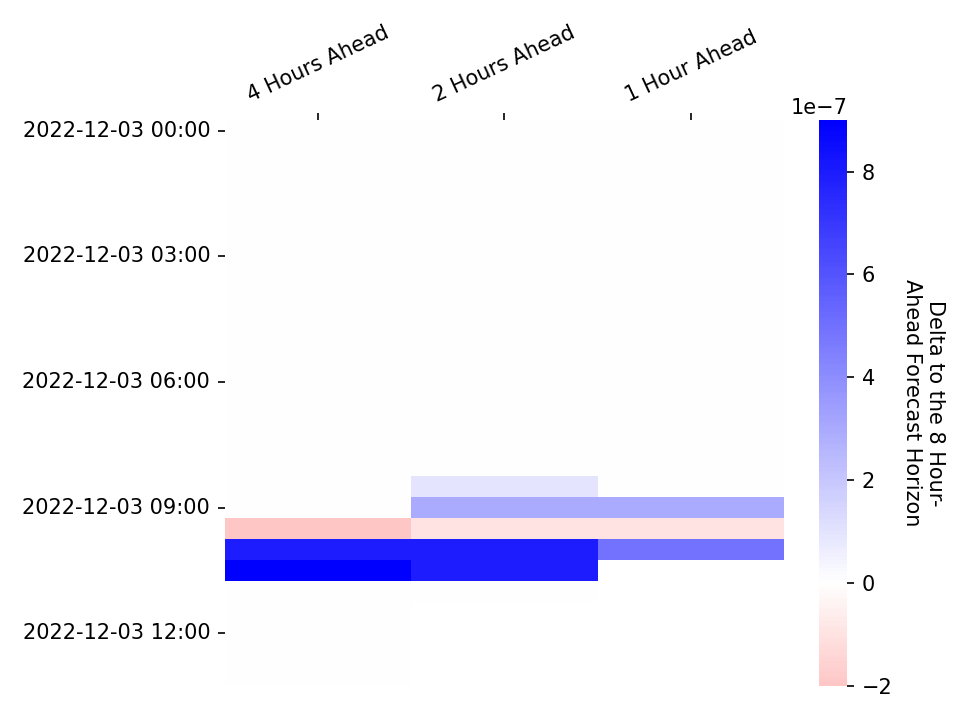 4 Hours Ahead
2 Hours Ahead
1 Hour Ahead
1e−7
2022-12-03 00:00
2022-12-03 03:00
2022-12-03 06:00
2022-12-03 09:00
2022-12-03 12:00
8
6
4
2
0
−2
Delta to the 8 Hour-
Ahead Forecast Horizon